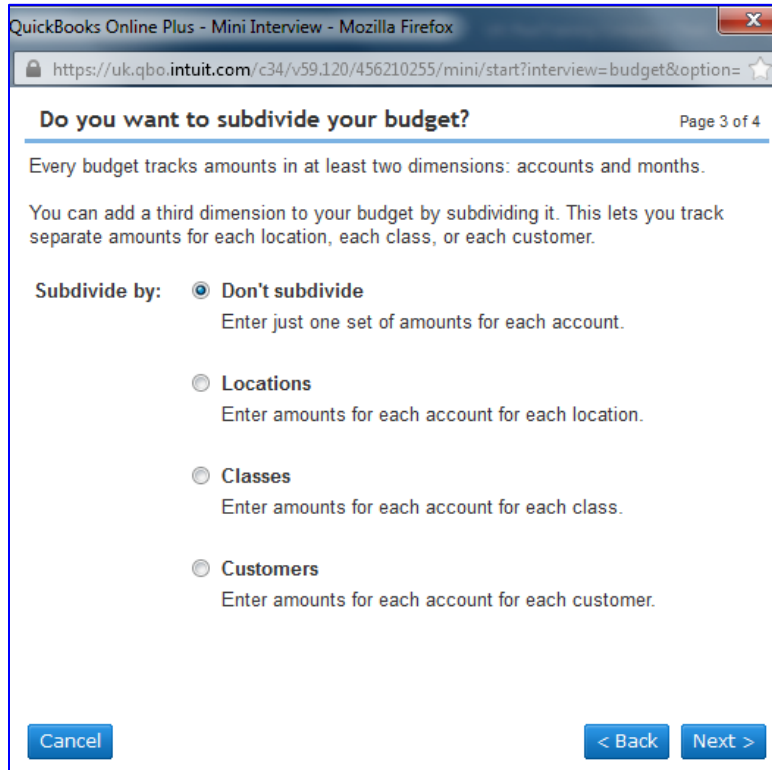 QuickBooks Online Plus - Mini Interview - Mozilla Firefox
https://uk.qbo.intuit.com/c34/v59.120/456210255/mini/start?interview=budget&option=
Do you want to subdivide your budget? Page 3 of 4
Every budget tracks amounts in at least two dimensions: accounts and months.
You can add a third dimension to your budget by subdividing it. This lets you track
separate amounts for each location, each class, or each customer.
Subdivide by: Don't subdivide
Enter just one set of amounts for each account.
Locations
Enter amounts for each account for each location.
Classes
Enter amounts for each account for each class.
Customers
Enter amounts for each account for each customer.
Cancel < Back Next >